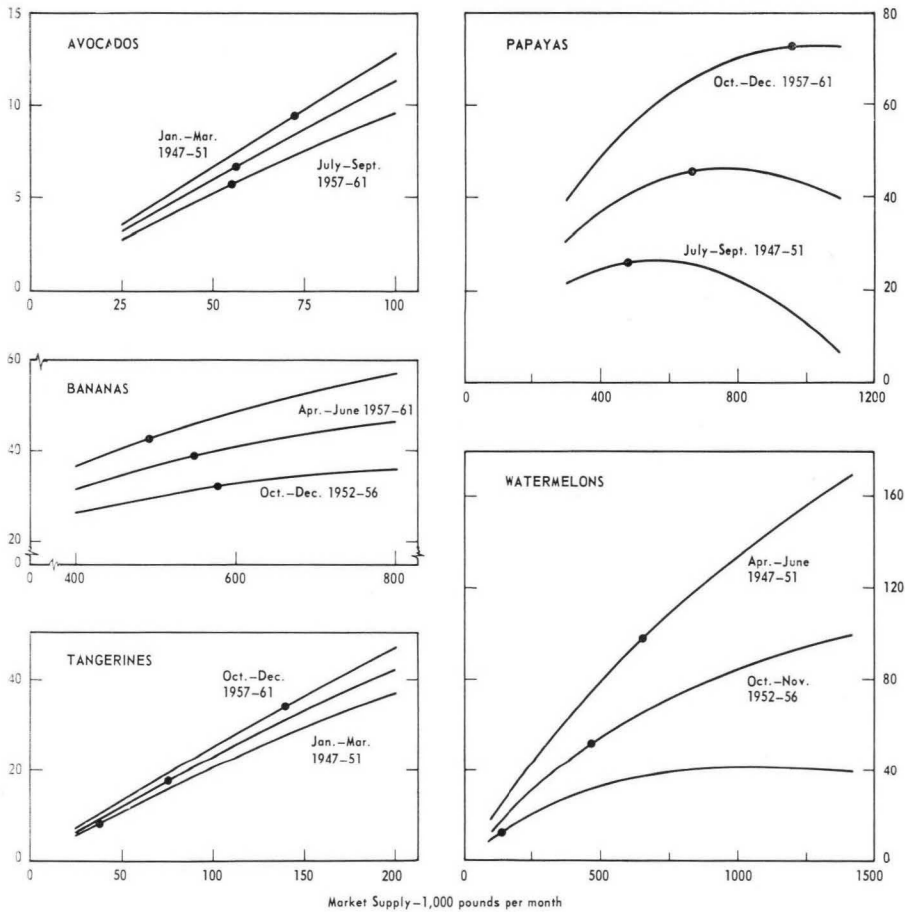 AVOCADOS
15
10
5
0
Jan.–Mar.
1947–51
July–Sept.
1957–61
0 25 50 75 100
PAPAYAS
80
60
40
20
0
Oct.–Dec. 1957–61
July–Sept. 1947–51
0 400 800 1200
BANANAS
60
40
20
0
Apr.–June 1957–61
Oct.–Dec. 1952–56
0 400 600 800
WATERMELONS
160
120
80
40
0
Apr.–June
1947–51
Oct.–Nov.
1952–56
0 500 1000 1500
TANGERINES
40
20
0
Oct.–Dec.
1957–61
Jan.–Mar.
1947–51
0 50 100 150 200
Market Supply–1,000 pounds per month